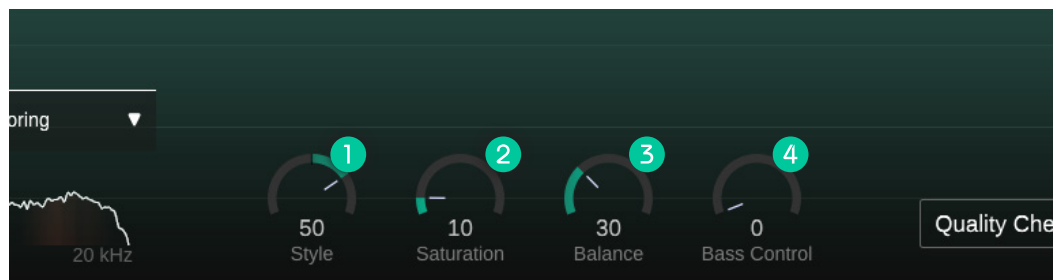 oring
1
2
3
4
50
10
30
0
20 kHz
Style
Saturation
Balance
Bass Control
Quality Che